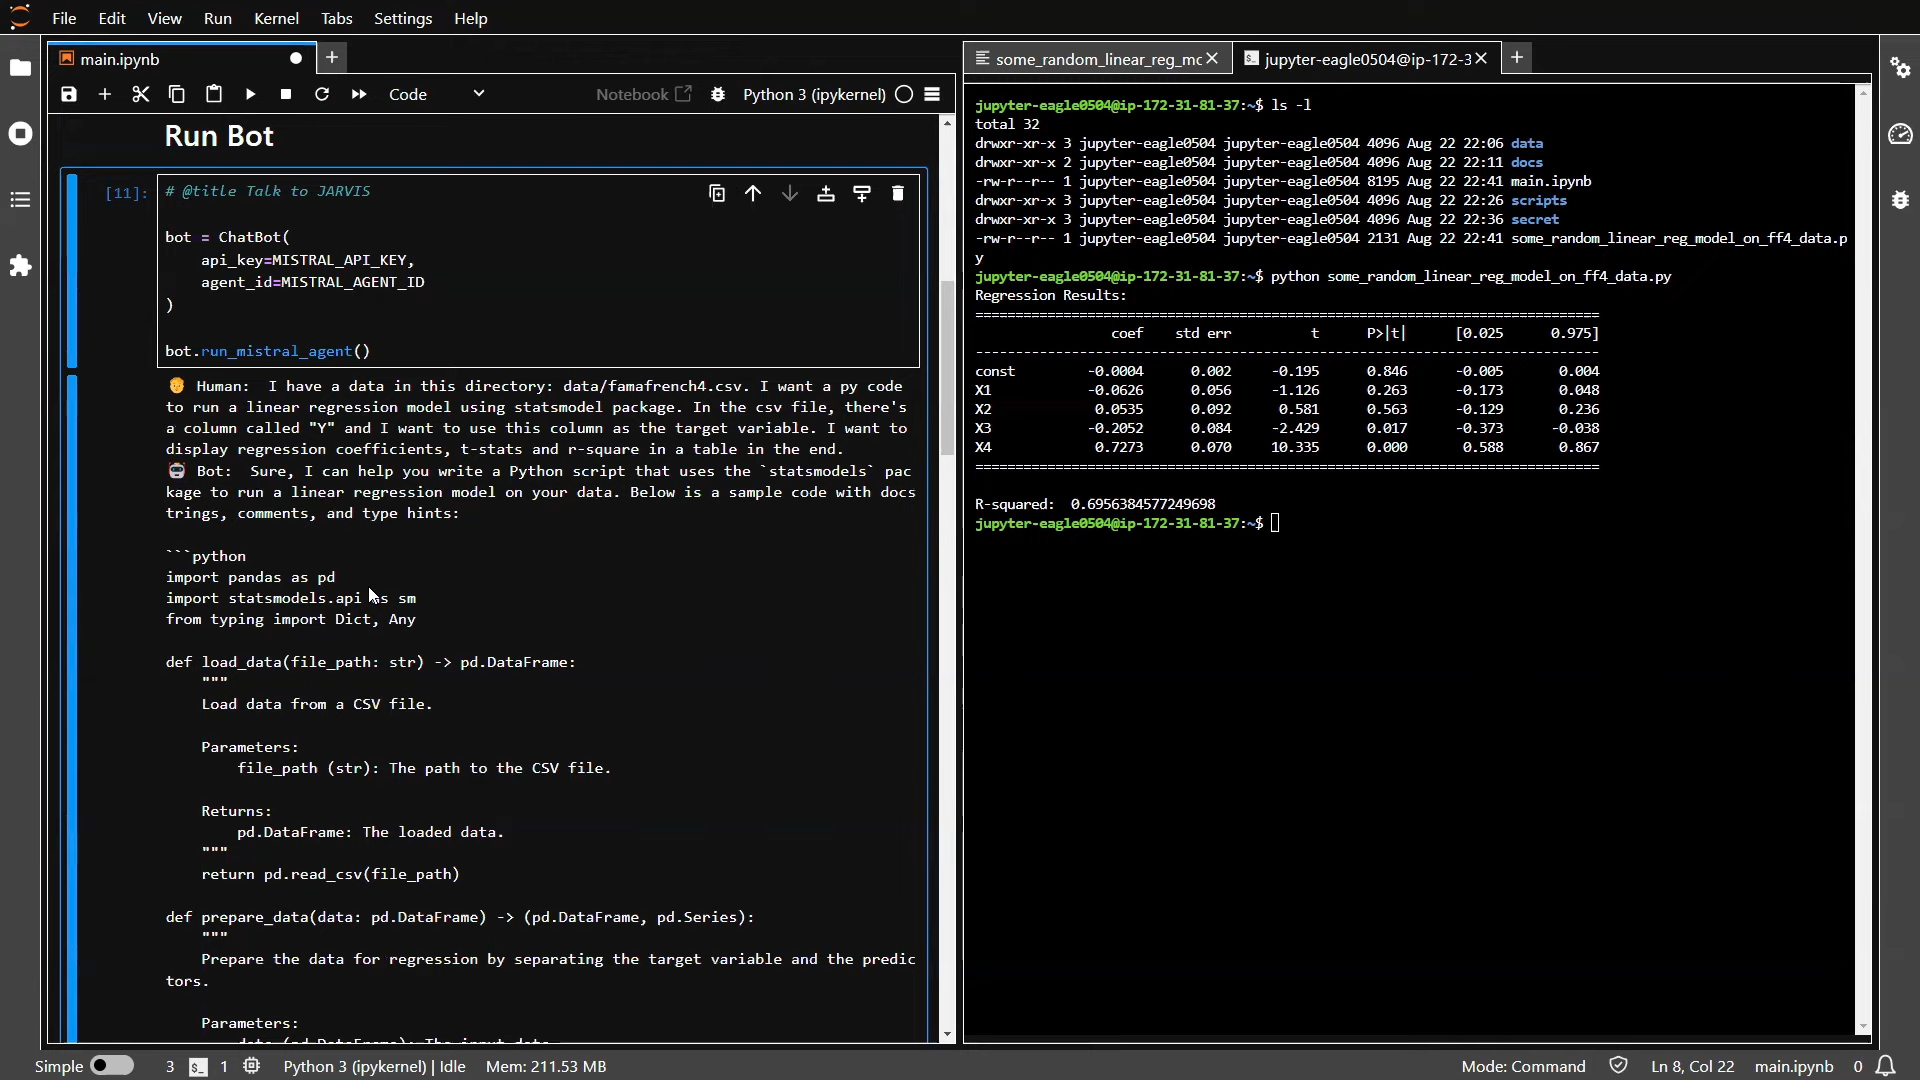 File Edit View Run Kernel Tabs Settings Help
main.ipynb
Code Notebook Python 3 (ipykernel)
Run Bot
[11]: # @title Talk to JARVIS
bot = ChatBot(
api_key=MISTRAL_API_KEY,
agent_id=MISTRAL_AGENT_ID
)
bot.run_mistral_agent()
Human: I have a data in this directory: data/famafrench4.csv. I want a py code
to run a linear regression model using statsmodel package. In the csv file, there's
a column called "Y" and I want to use this column as the target variable. I want to
display regression coefficients, t-stats and r-square in a table in the end.
Bot: Sure, I can help you write a Python script that uses the `statsmodels` pac
kage to run a linear regression model on your data. Below is a sample code with docs
trings, comments, and type hints:
```python
import pandas as pd
import statsmodels.api as sm
from typing import Dict, Any
def load_data(file_path: str) -> pd.DataFrame:
"""
Load data from a CSV file.
Parameters:
file_path (str): The path to the CSV file.
Returns:
pd.DataFrame: The loaded data.
"""
return pd.read_csv(file_path)
def prepare_data(data: pd.DataFrame) -> (pd.DataFrame, pd.Series):
"""
Prepare the data for regression by separating the target variable and the predic
tors.
Parameters:
some_random_linear_reg_mc jupyter-eagle0504@ip-172-3
jupyter-eagle0504@ip-172-31-81-37:~$ ls -l
total 32
drwxr-xr-x 3 jupyter-eagle0504 jupyter-eagle0504 4096 Aug 22 22:06 data
drwxr-xr-x 2 jupyter-eagle0504 jupyter-eagle0504 4096 Aug 22 22:11 docs
-rw-r--r-- 1 jupyter-eagle0504 jupyter-eagle0504 8195 Aug 22 22:41 main.ipynb
drwxr-xr-x 3 jupyter-eagle0504 jupyter-eagle0504 4096 Aug 22 22:26 scripts
drwxr-xr-x 3 jupyter-eagle0504 jupyter-eagle0504 4096 Aug 22 22:36 secret
-rw-r--r-- 1 jupyter-eagle0504 jupyter-eagle0504 2131 Aug 22 22:41 some_random_linear_reg_model_on_ff4_data.p
y
jupyter-eagle0504@ip-172-31-81-37:~$ python some_random_linear_reg_model_on_ff4_data.py
Regression Results:
==============================================================================
coef std err t P>|t| [0.025 0.975]
------------------------------------------------------------------------------
const -0.0004 0.002 -0.195 0.846 -0.005 0.004
X1 -0.0626 0.056 -1.126 0.263 -0.173 0.048
X2 0.0535 0.092 0.581 0.563 -0.129 0.236
X3 -0.2052 0.084 -2.429 0.017 -0.373 -0.038
X4 0.7273 0.070 10.335 0.000 0.588 0.867
==============================================================================
R-squared: 0.6956384577249698
jupyter-eagle0504@ip-172-31-81-37:~$
Simple 3 $_ 1 Python 3 (ipykernel) | Idle Mem: 211.53 MB Mode: Command Ln 8, Col 22 main.ipynb 0